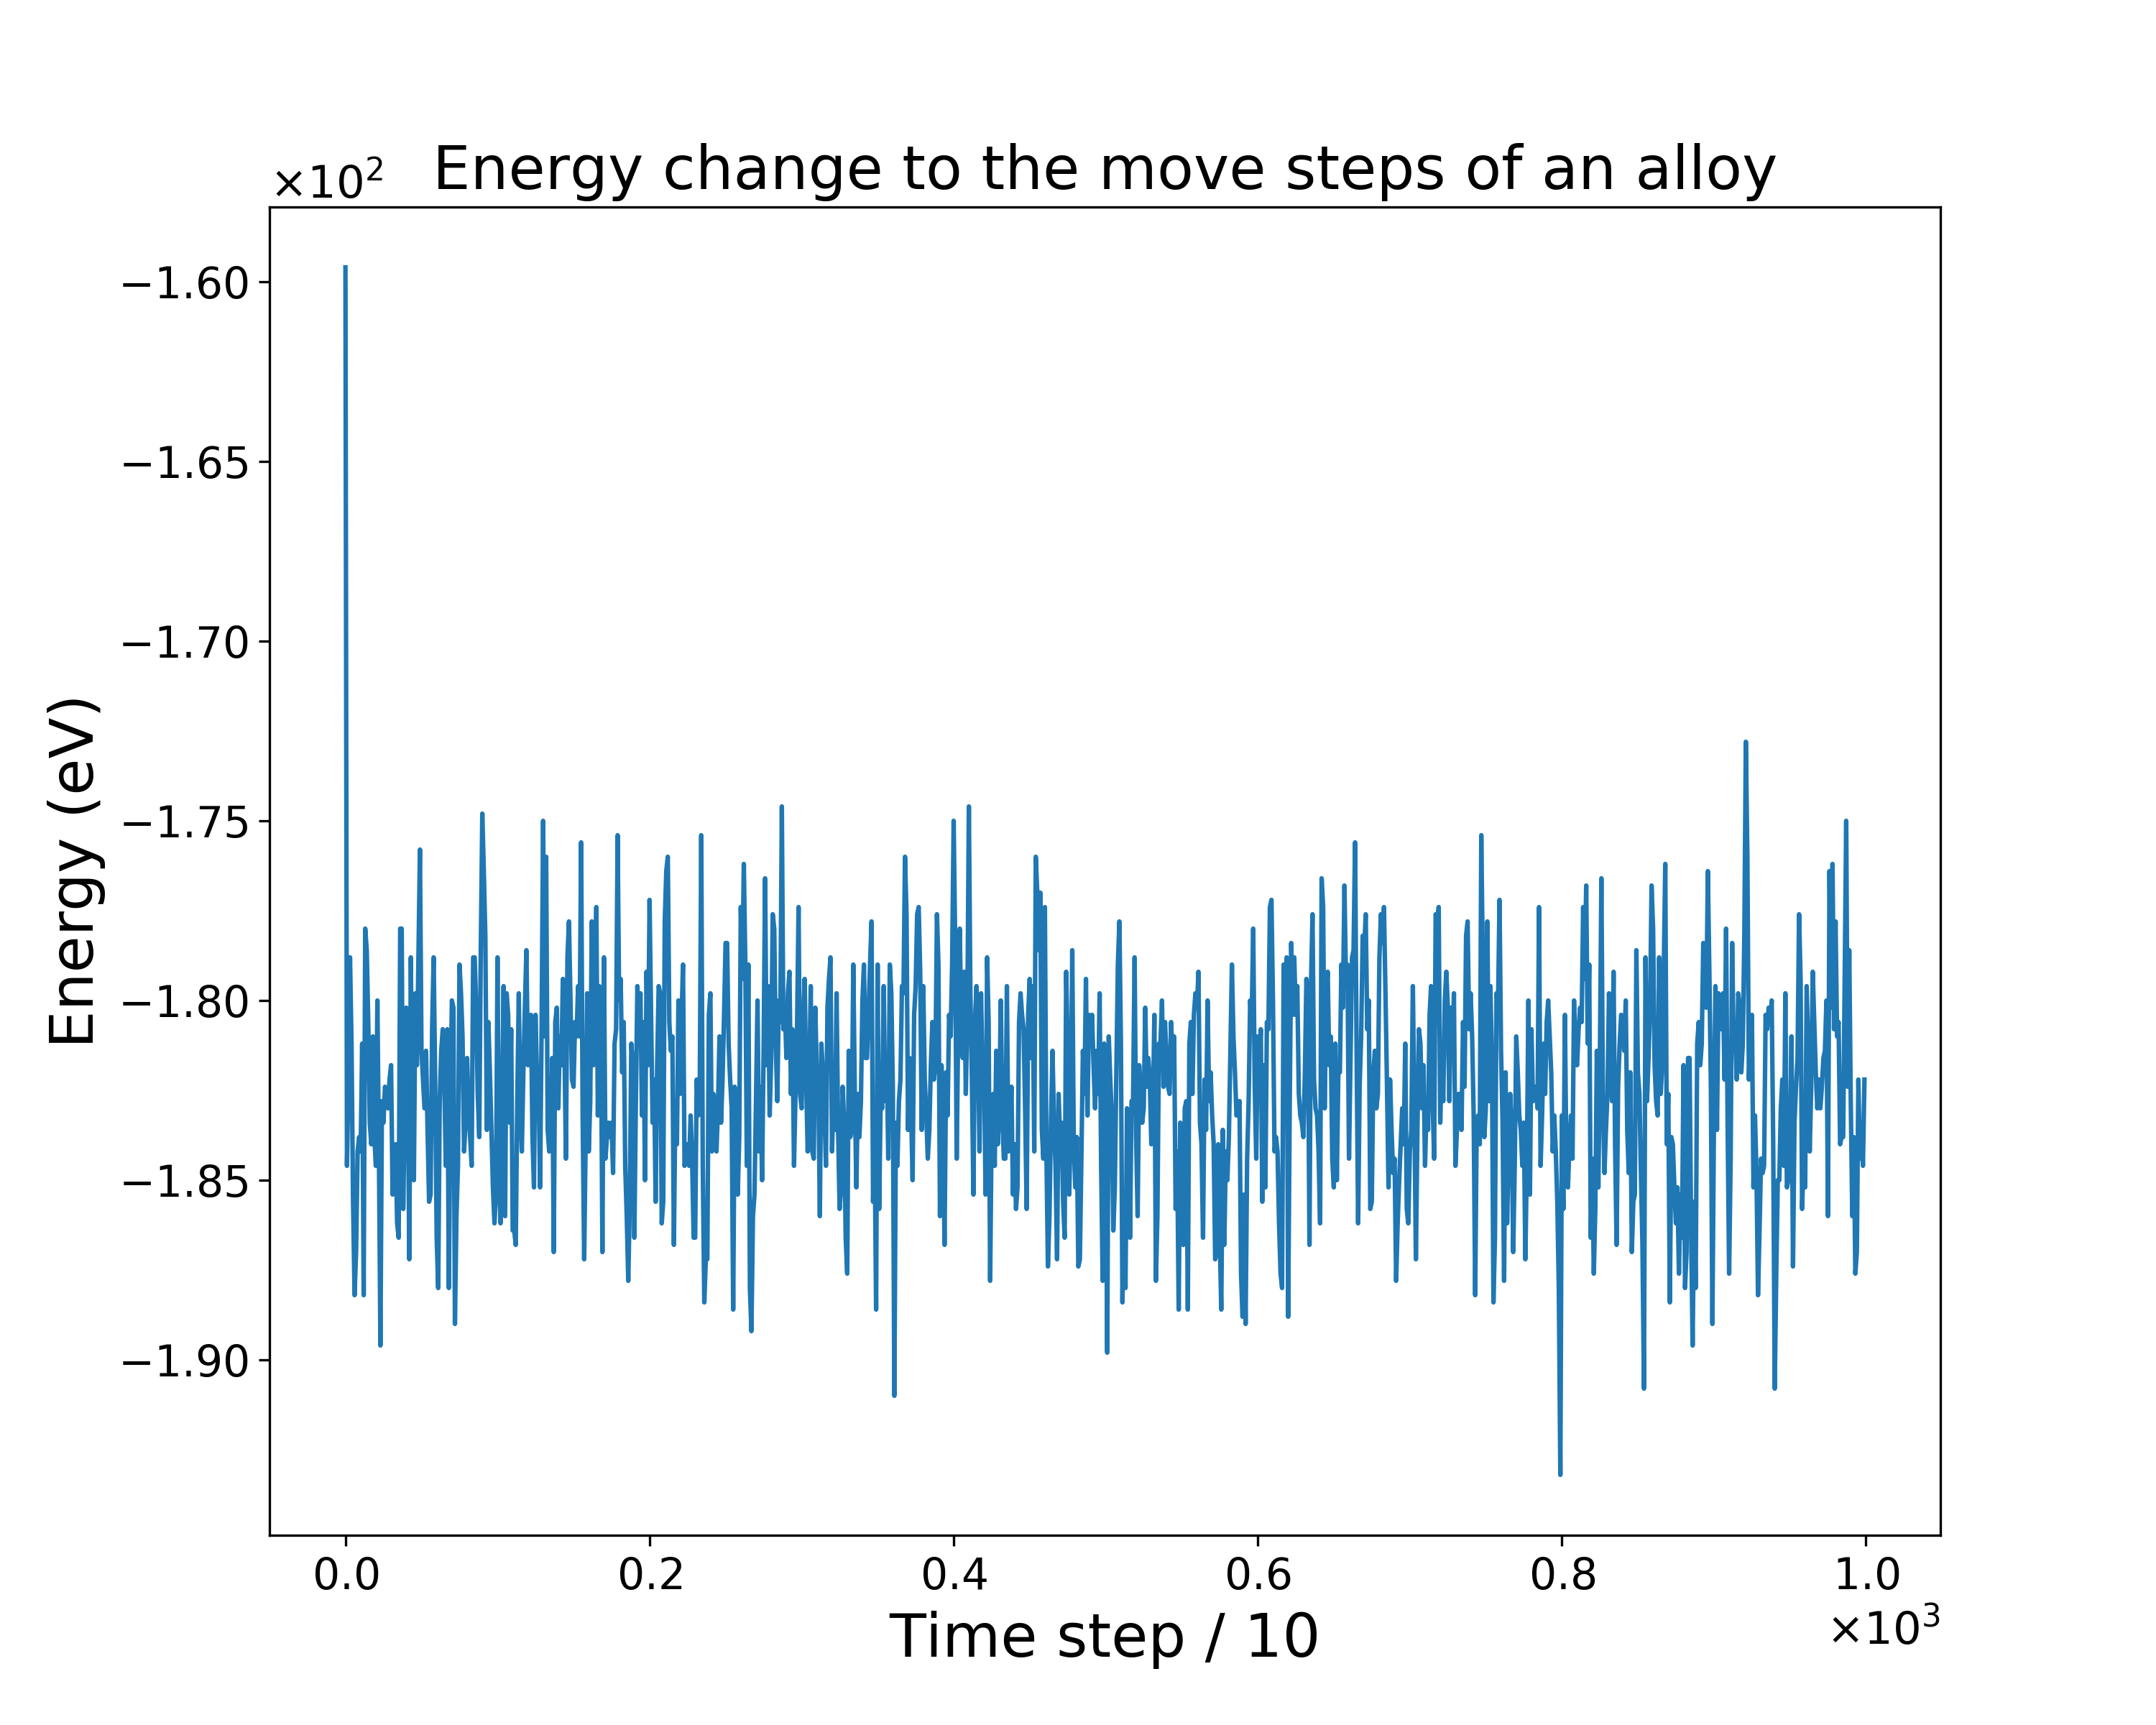 ×10²
Energy change to the move steps of an alloy
−1.60
−1.65
−1.70
−1.75
−1.80
−1.85
−1.90
Energy (eV)
0.0 0.2 0.4 0.6 0.8 1.0
Time step / 10
×10³